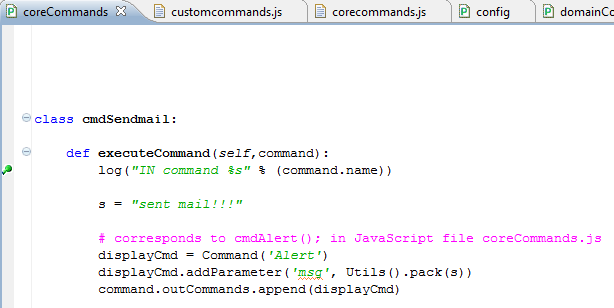 coreCommands customcommands.js corecommands.js config domainCo
class cmdSendmail:
    def executeCommand(self,command):
        log("IN command %s" % (command.name))
        s = "sent mail!!!"
        # corresponds to cmdAlert(); in JavaScript file coreCommands.js
        displayCmd = Command('Alert')
        displayCmd.addParameter('msg', Utils().pack(s))
        command.outCommands.append(displayCmd)